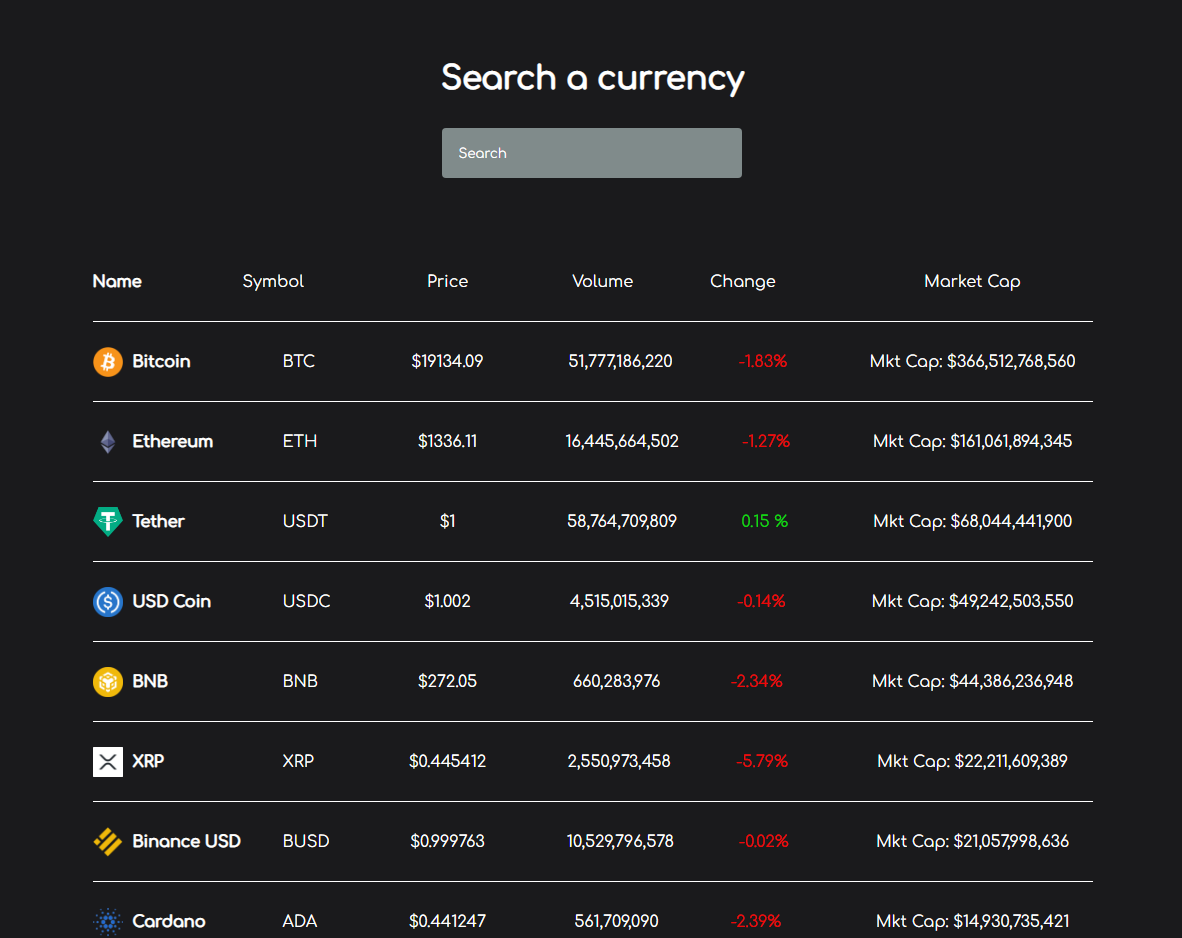 Search a currency
Search
Name Symbol Price Volume Change Market Cap
Bitcoin BTC $19134.09 51,777,186,220 -1.83% Mkt Cap: $366,512,768,560
Ethereum ETH $1336.11 16,445,664,502 -1.27% Mkt Cap: $161,061,894,345
Tether USDT $1 58,764,709,809 0.15 % Mkt Cap: $68,044,441,900
USD Coin USDC $1.002 4,515,015,339 -0.14% Mkt Cap: $49,242,503,550
BNB BNB $272.05 660,283,976 -2.34% Mkt Cap: $44,386,236,948
XRP XRP $0.445412 2,550,973,458 -5.79% Mkt Cap: $22,211,609,389
Binance USD BUSD $0.999763 10,529,796,578 -0.02% Mkt Cap: $21,057,998,636
Cardano ADA $0.441247 561,709,090 -2.39% Mkt Cap: $14,930,735,421